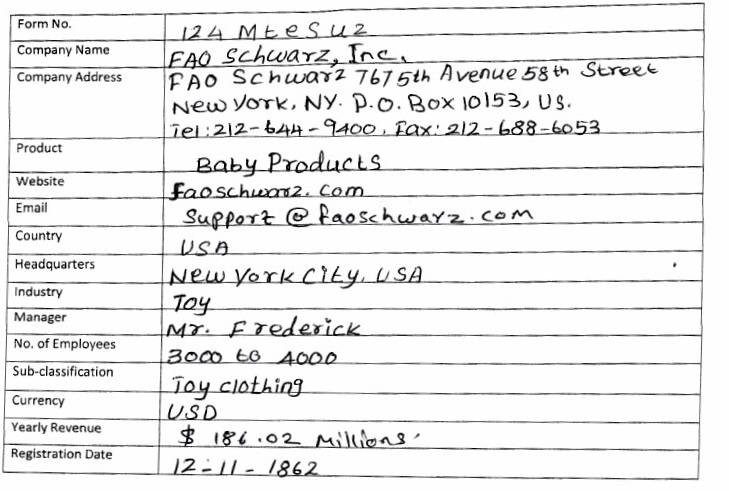 Form No. 124 MtesUz
Company Name FAO Schwarz, Inc.
Company Address FAO Schwarz 767 5th Avenue 58th Street
New York, NY. P.O. Box 10153, US.
Tel:212-644-9400, Fax: 212-688-6053
Product Baby Products
Website faoschwarz.com
Email Support@faoschwarz.com
Country USA
Headquarters New York City, USA
Industry Toy
Manager Mr. Frederick
No. of Employees 3000 to 4000
Sub-classification Toy clothing
Currency USD
Yearly Revenue $ 186.02 Millions
Registration Date 12-11-1862